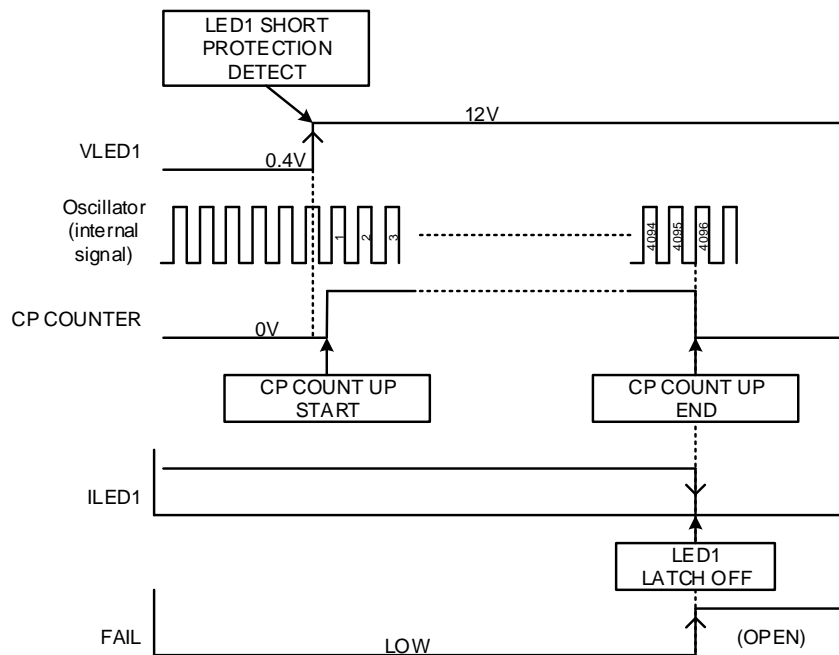 LED1 SHORT
PROTECTION
DETECT
12V
VLED1
0.4V
Oscillator
(internal
signal)
1
2
3
4094
4095
4096
CP COUNTER
0V
CP COUNT UP
START
CP COUNT UP
END
ILED1
LED1
LATCH OFF
FAIL
LOW
(OPEN)